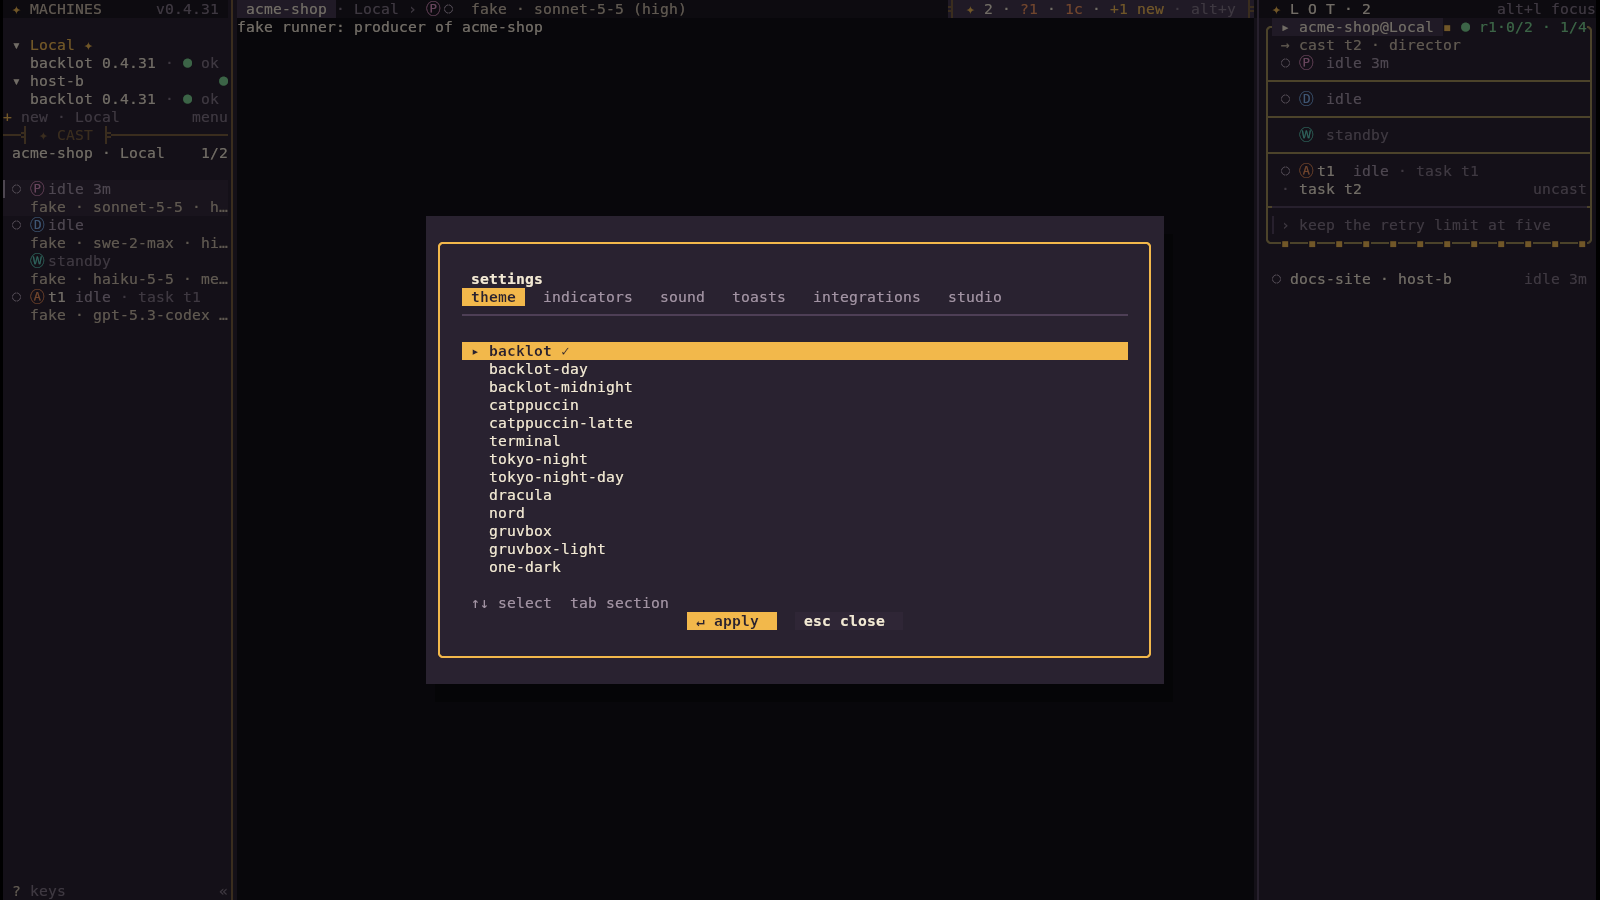 ✦ MACHINES v0.4.31
▾ Local ✦
backlot 0.4.31 · ● ok
▾ host-b ●
backlot 0.4.31 · ● ok
+ new · Local menu
✦ CAST
acme-shop · Local 1/2
◌ Ⓟ idle 3m
fake · sonnet-5-5 · h…
◌ Ⓓ idle
fake · swe-2-max · hi…
Ⓦ standby
fake · haiku-5-5 · me…
◌ Ⓐ t1 idle · task t1
fake · gpt-5.3-codex …
? keys «
acme-shop · Local › Ⓟ ◌ fake · sonnet-5-5 (high)
✦ 2 · ?1 · 1c · +1 new · alt+y
fake runner: producer of acme-shop
settings
theme indicators sound toasts integrations studio
▸ backlot ✓
backlot-day
backlot-midnight
catppuccin
catppuccin-latte
terminal
tokyo-night
tokyo-night-day
dracula
nord
gruvbox
gruvbox-light
one-dark
↑↓ select tab section
↵ apply esc close
✦ L O T · 2 alt+l focus
▸ acme-shop@Local ▪ ● r1·0/2 · 1/4
→ cast t2 · director
◌ Ⓟ idle 3m
◌ Ⓓ idle
Ⓦ standby
◌ Ⓐ t1 idle · task t1
· task t2 uncast
› keep the retry limit at five
◌ docs-site · host-b idle 3m